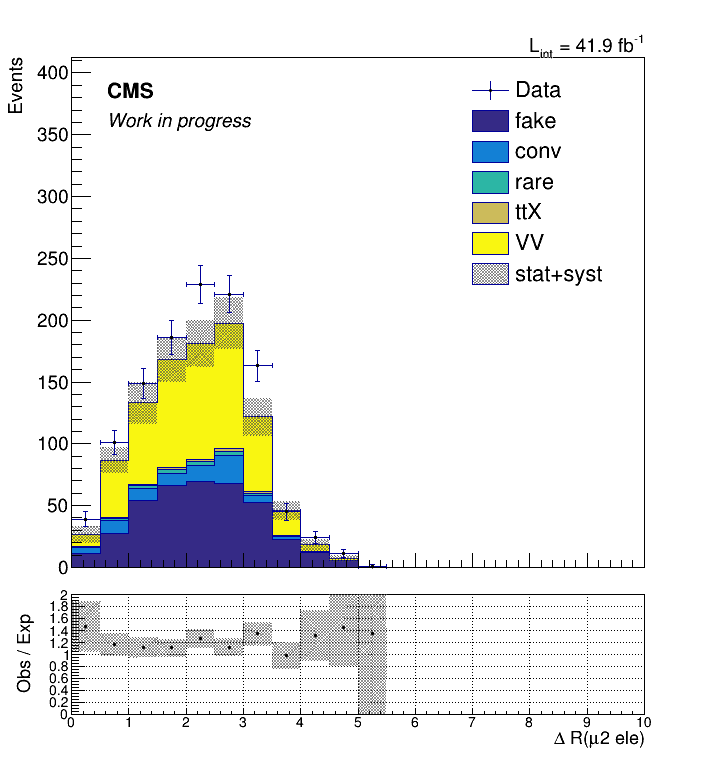 L_int = 41.9 fb^-1
Events
400
350
300
250
200
150
100
50
0
CMS
Work in progress
Data
fake
conv
rare
ttX
VV
stat+syst
Obs / Exp
2
1.8
1.6
1.4
1.2
1
0.8
0.6
0.4
0.2
0
0 1 2 3 4 5 6 7 8 9 10
Δ R(μ2 ele)